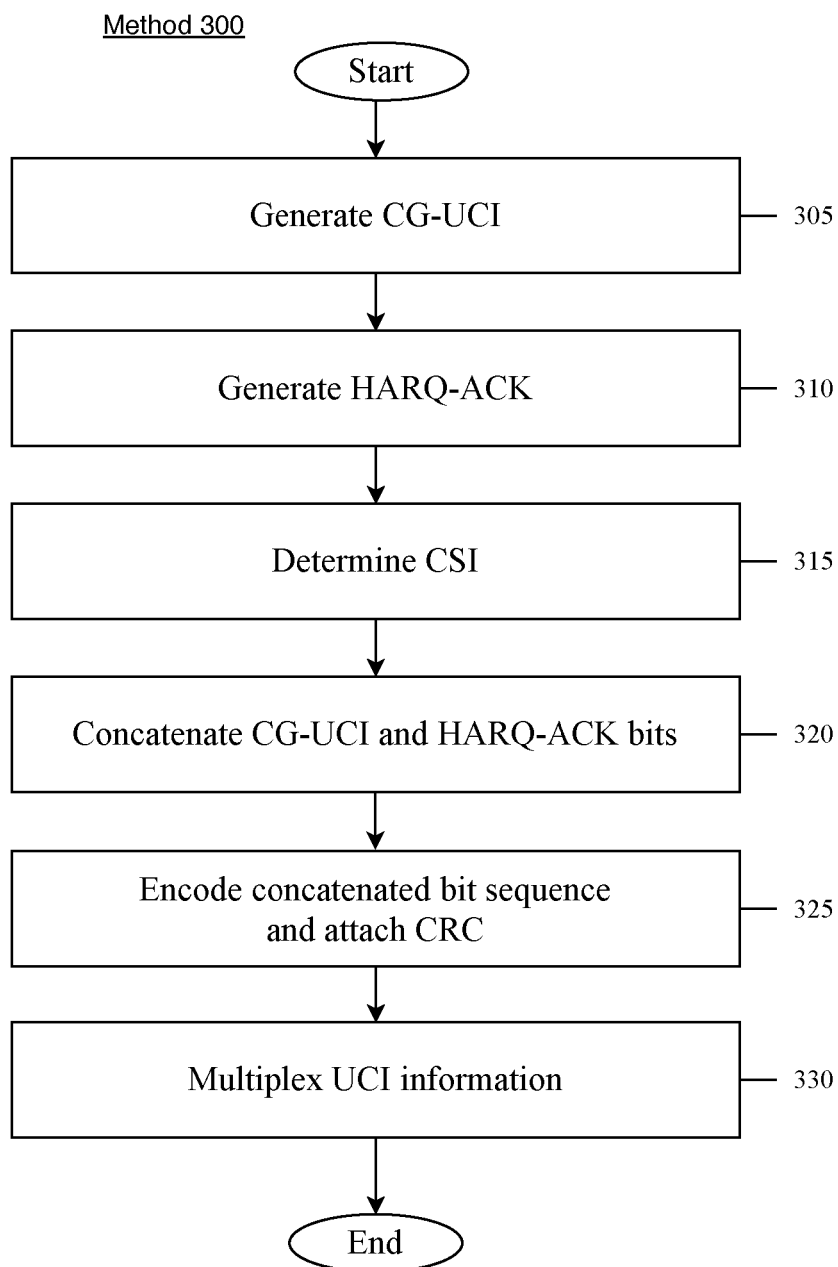 Method 300
Start
Generate CG-UCI
305
Generate HARQ-ACK
310
Determine CSI
315
Concatenate CG-UCI and HARQ-ACK bits
320
Encode concatenated bit sequence
and attach CRC
325
Multiplex UCI information
330
End